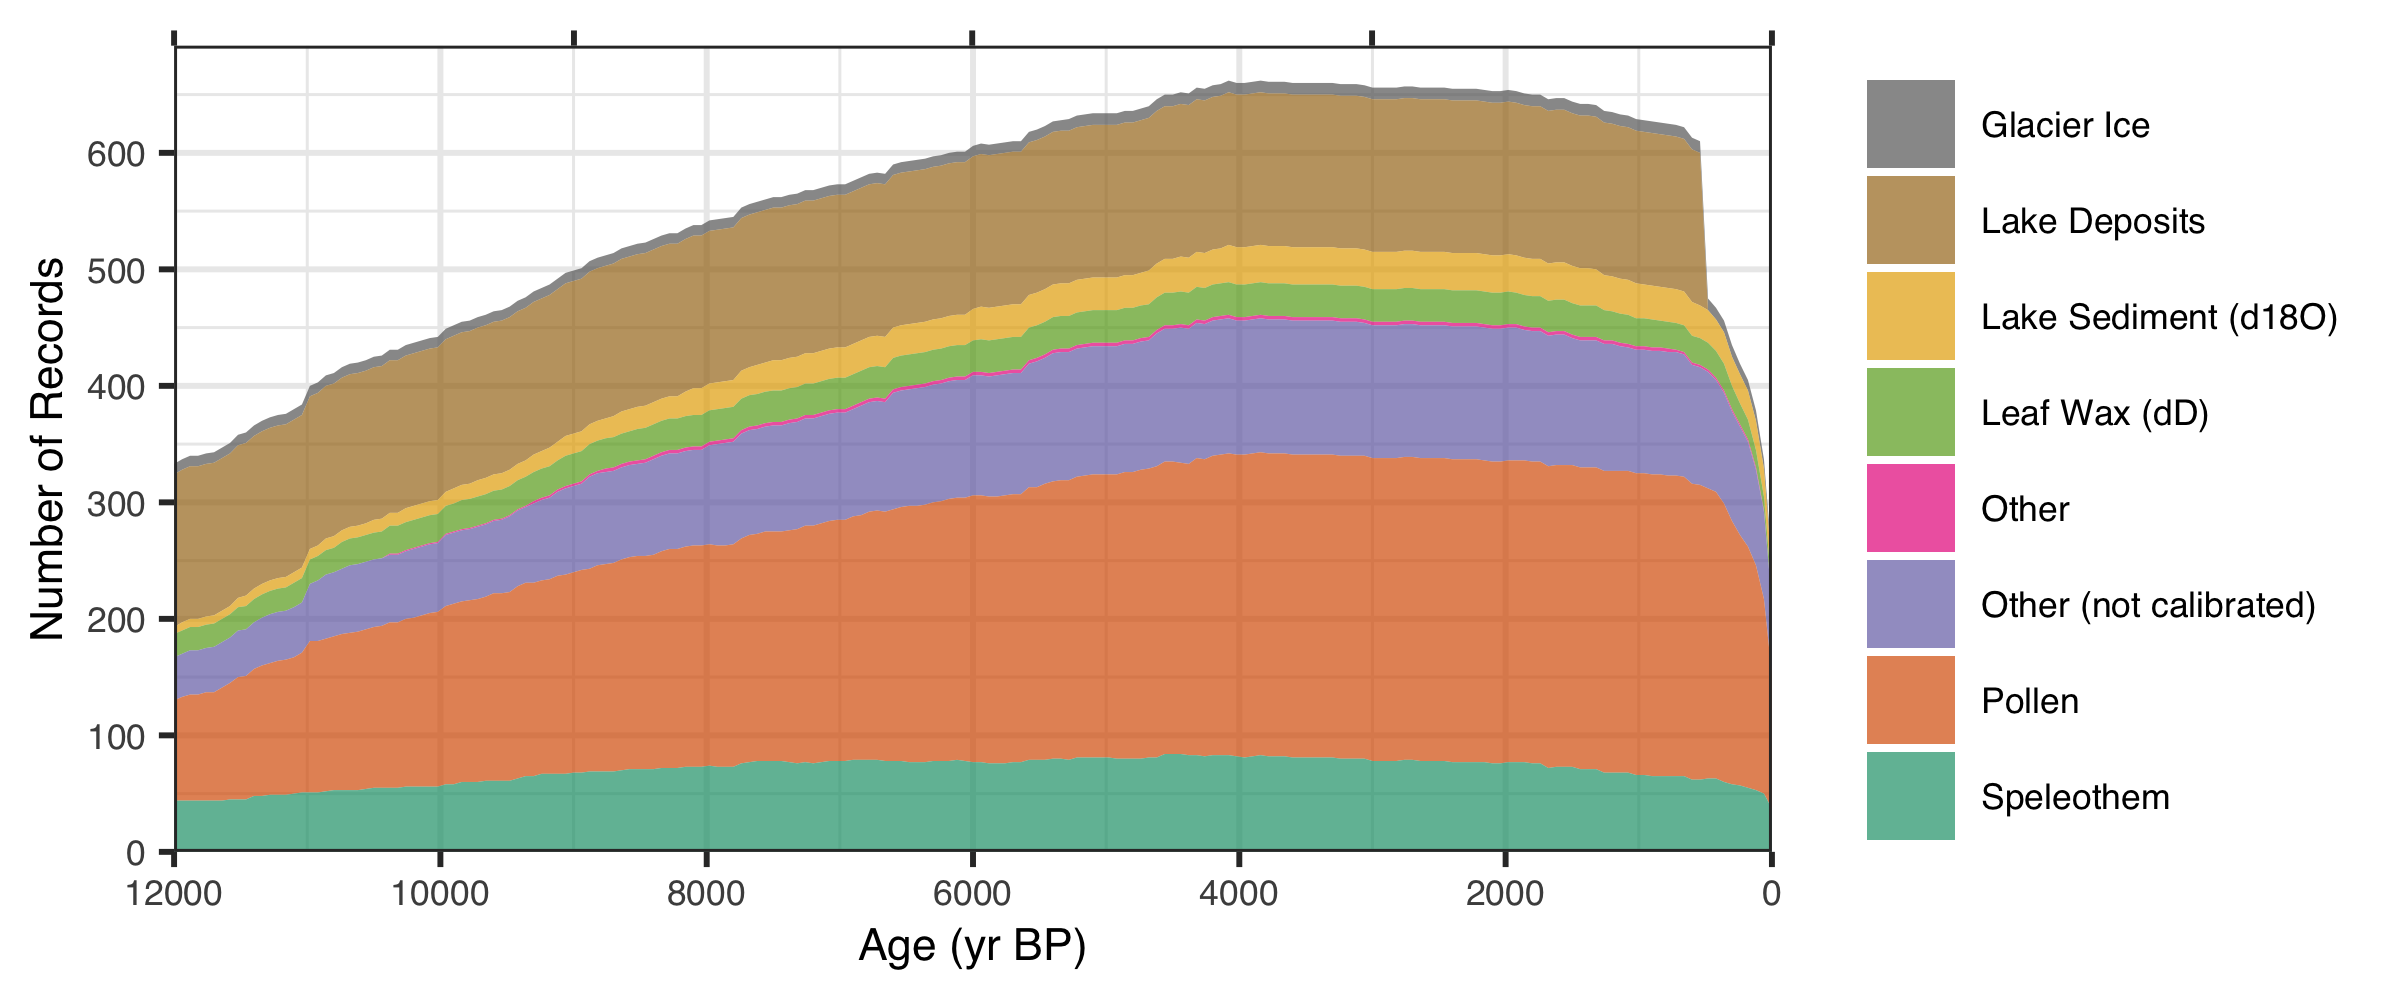 Number of Records
600
500
400
300
200
100
0
12000 10000 8000 6000 4000 2000 0
Age (yr BP)
Glacier Ice
Lake Deposits
Lake Sediment (d18O)
Leaf Wax (dD)
Other
Other (not calibrated)
Pollen
Speleothem